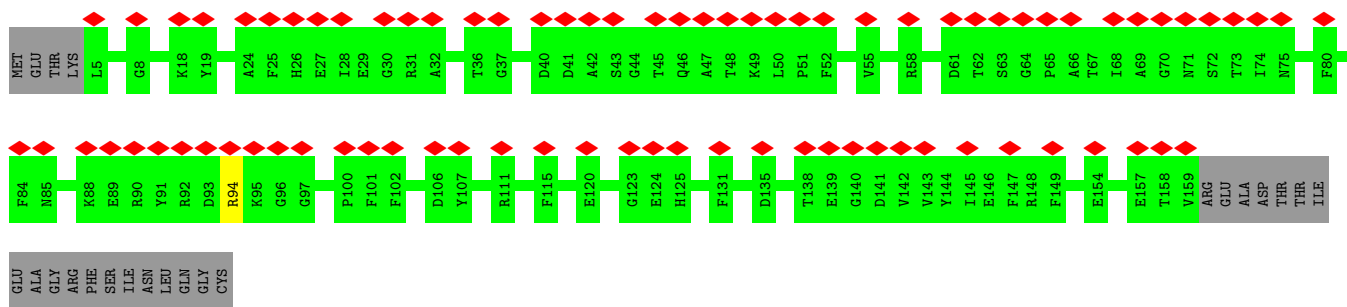 MET GLU THR LYS L5 G8 K18 Y19 A24 F25 H26 E27 I28 E29 G30 R31 A32 T36 G37 D40 D41 A42 S43 G44 T45 Q46 A47 T48 K49 L50 P51 F52 V55 R58 D61 T62 S63 G64 P65 A66 T67 I68 A69 G70 N71 S72 T73 I74 N75 F80
F84 N85 K88 E89 R90 Y91 R92 D93 R94 K95 G96 G97 P100 F101 F102 D106 Y107 R111 F115 E120 G123 E124 H125 F131 D135 T138 E139 G140 D141 V142 V143 Y144 I145 E146 F147 R148 F149 E154 E157 T158 V159 ARG GLU ALA ASP THR THR ILE
GLU ALA GLY ARG PHE SER ILE ASN LEU GLN GLY CYS